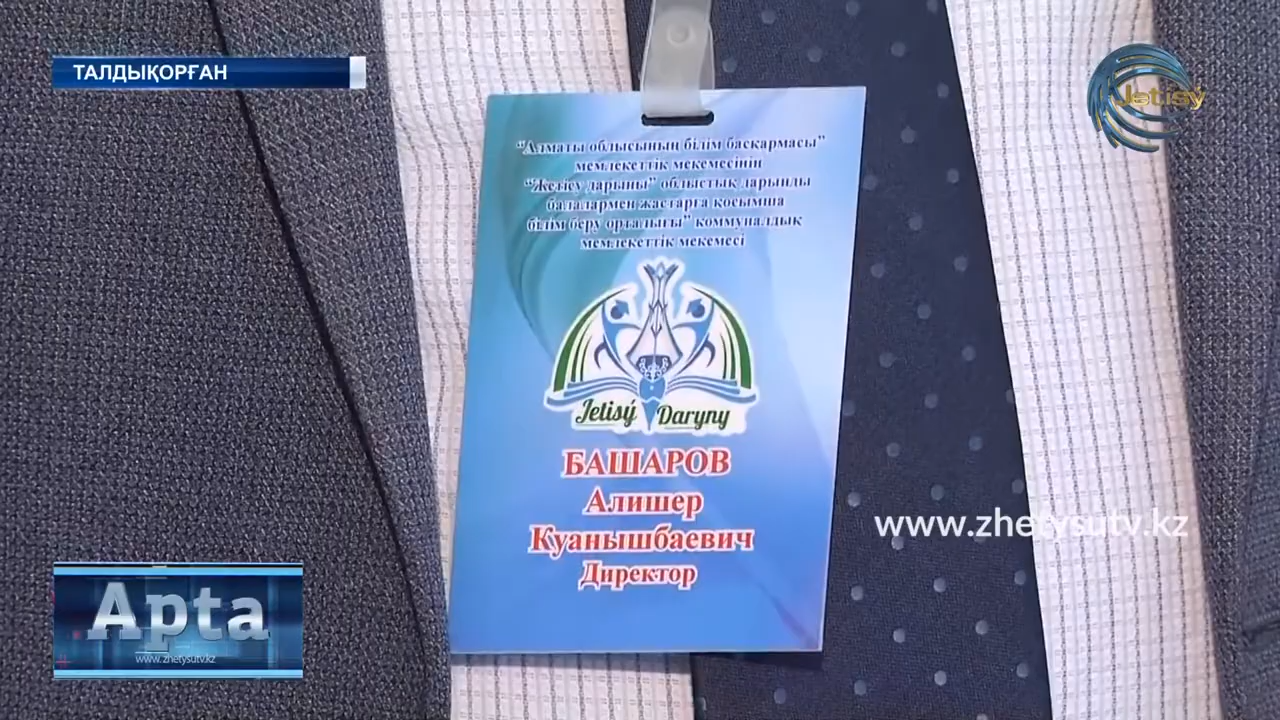 ТАЛДЫҚОРҒАН
Jetisý
“Алматы облысының білім басқармасы”
мемлекеттік мекемесінің
“Жетісу дарыны” облыстық дарынды
балалармен жастарға қосымша
білім беру орталығы” коммуналдық
мемлекеттік мекемесі
Jetisý Daryny
БАШАРОВ
Алишер
Куанышбаевич
Директор
www.zhetysutv.kz
Apta
www.zhetysutv.kz